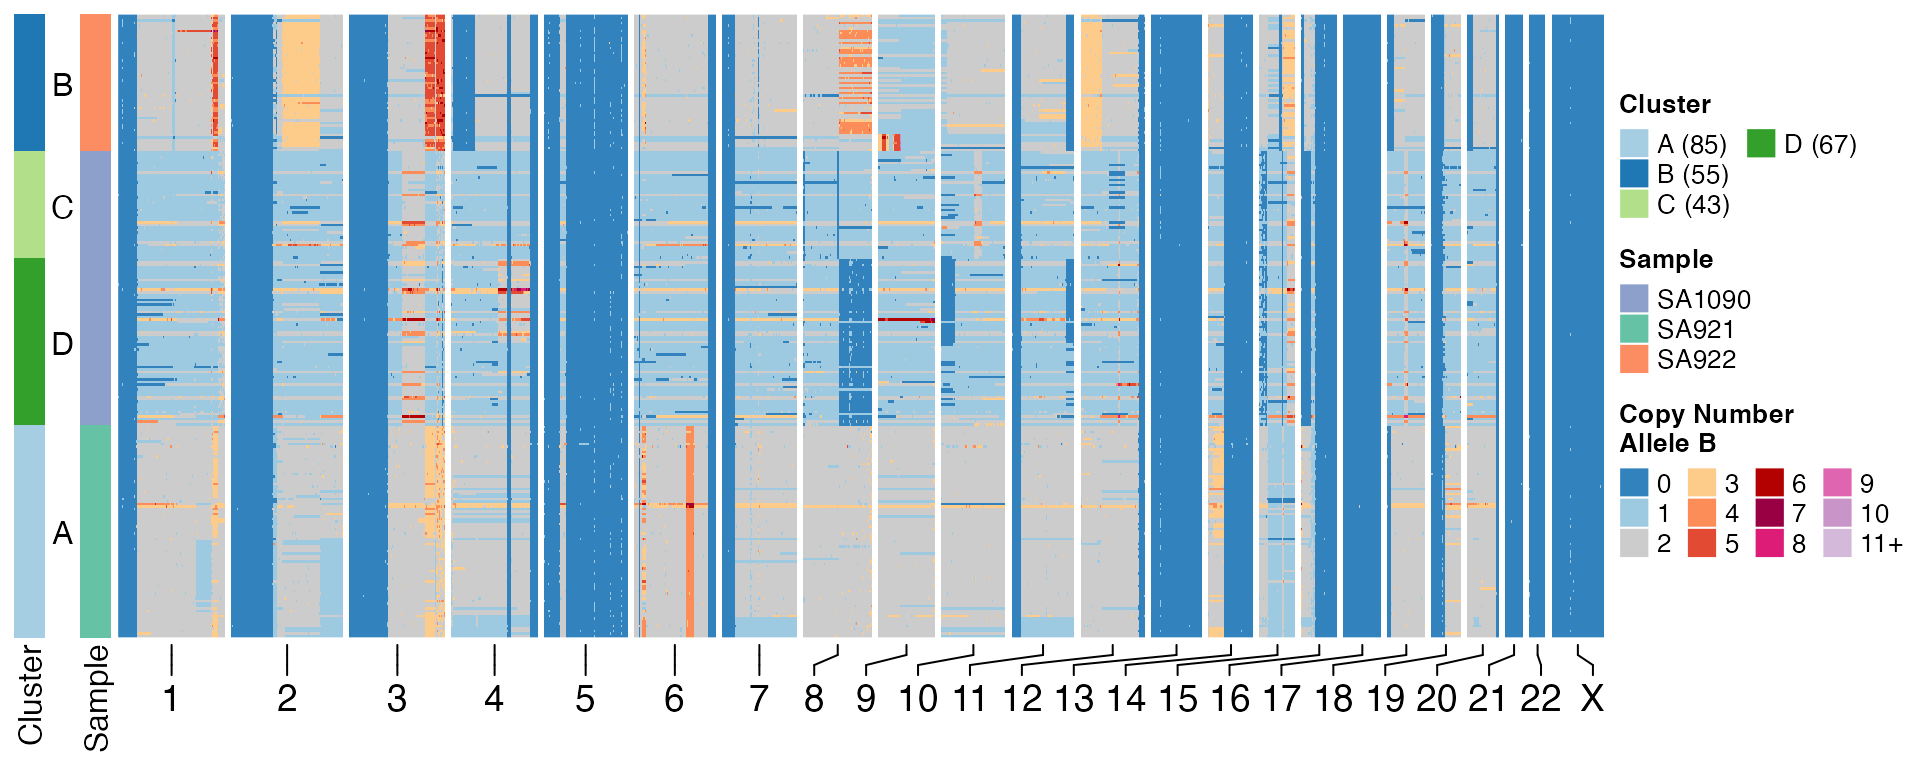 B
C
D
A
Cluster
Sample
1 2 3 4 5 6 7 8 9 10 11 12 13 14 15 16 17 18 19 20 21 22 X
Cluster
A (85) D (67)
B (55)
C (43)
Sample
SA1090
SA921
SA922
Copy Number
Allele B
0 3 6 9
1 4 7 10
2 5 8 11+